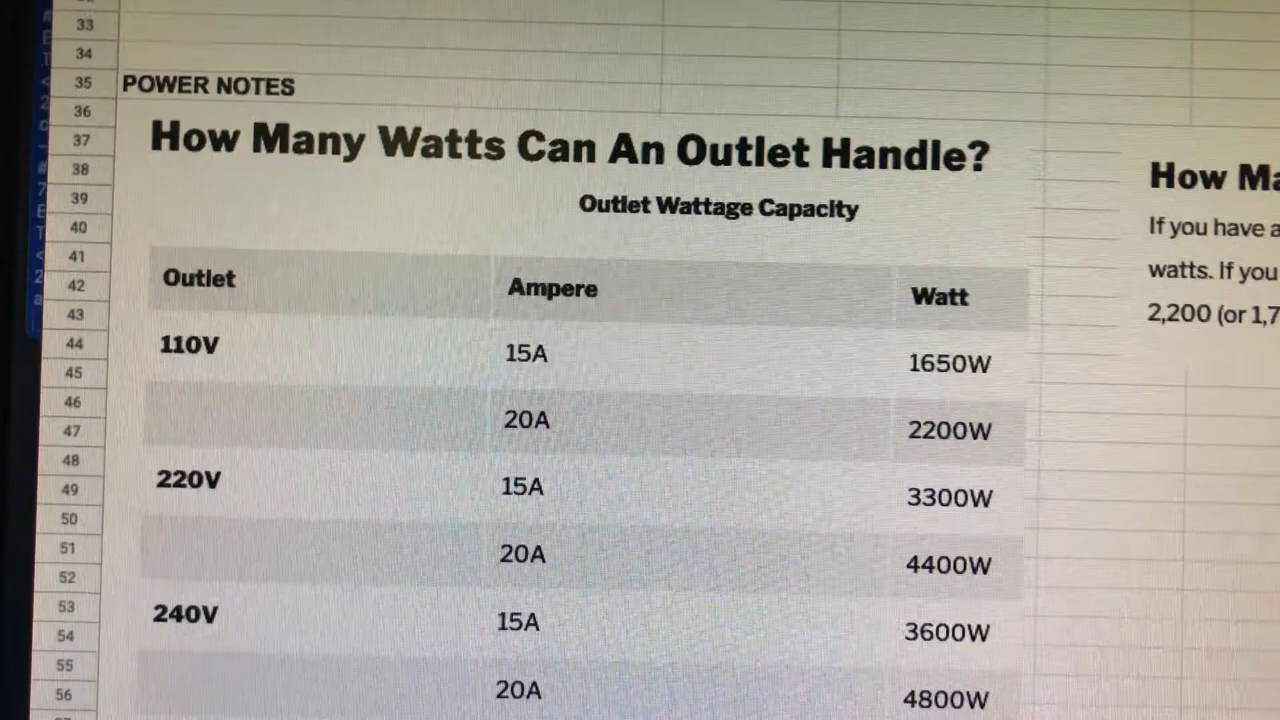 33
34
35 POWER NOTES
36
37 How Many Watts Can An Outlet Handle?
38
39 Outlet Wattage Capacity
40
41
42 Outlet Ampere Watt
43
44 110V 15A 1650W
45
46
47 20A 2200W
48
49 220V 15A 3300W
50
51 20A 4400W
52
53 240V 15A 3600W
54
55
56 20A 4800W
How Ma
If you have a
watts. If you
2,200 (or 1,7